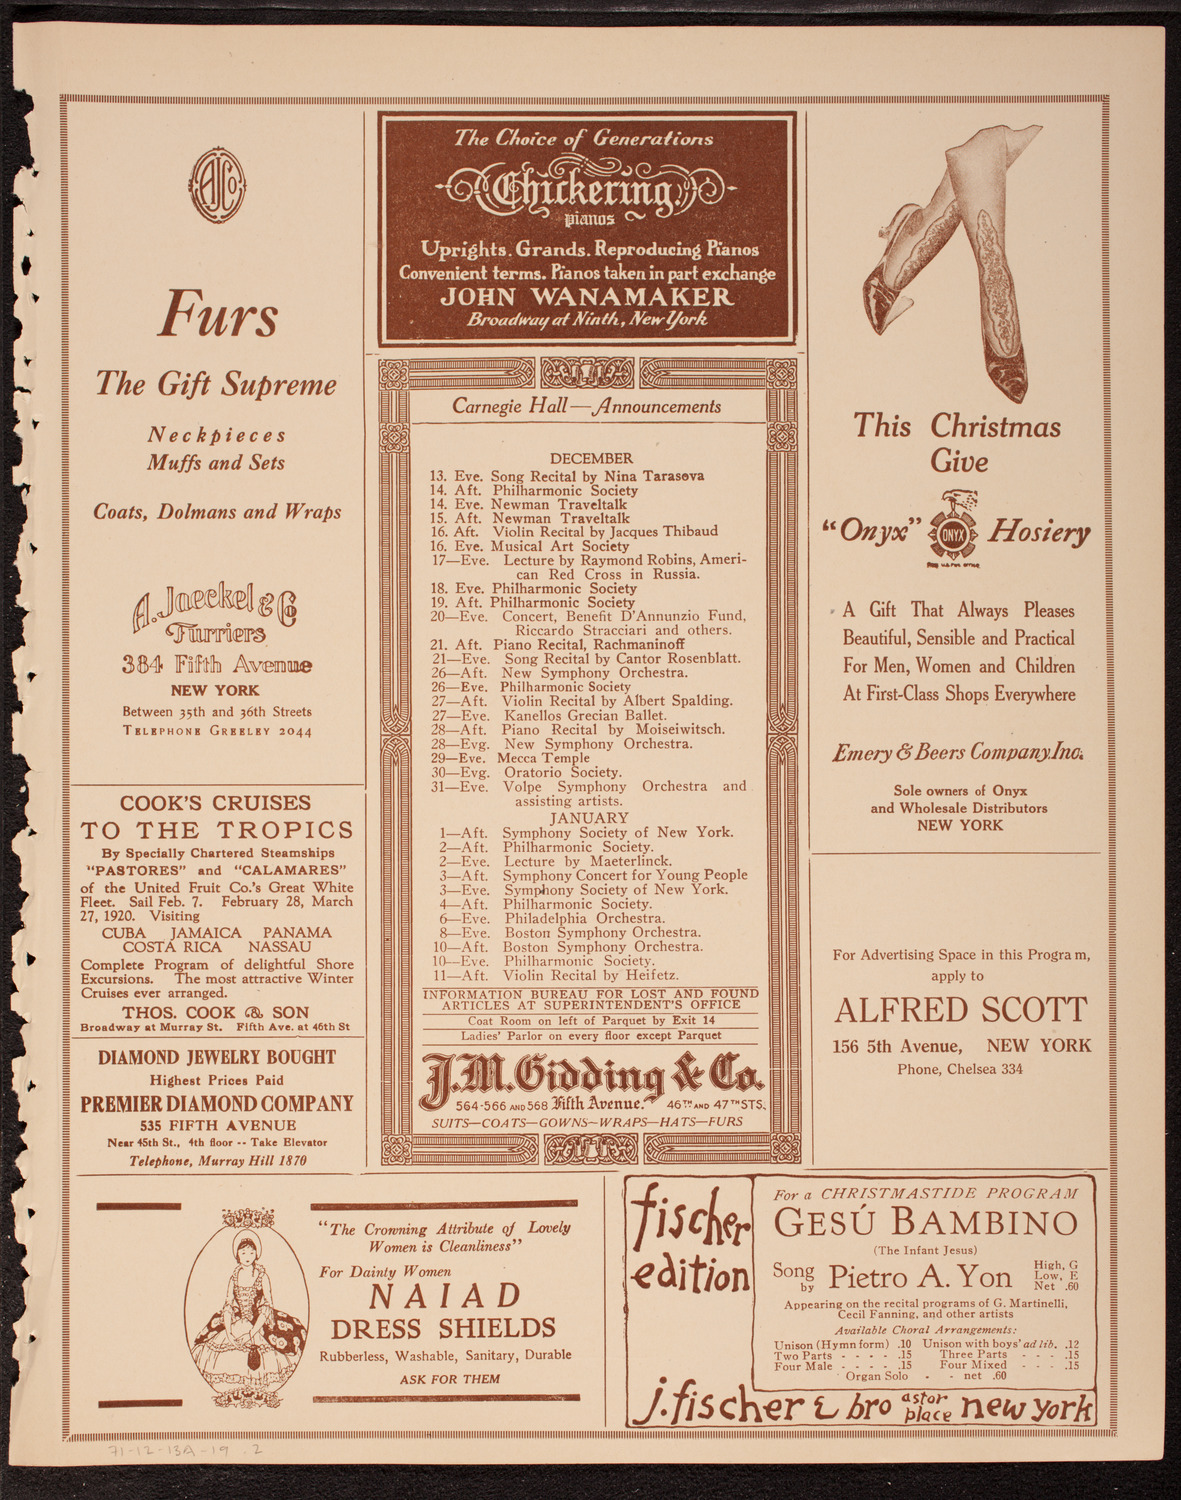 AJCo
Furs
The Gift Supreme
Neckpieces
Muffs and Sets
Coats, Dolmans and Wraps
A. Jaeckel & Co
Furriers
384 Fifth Avenue
NEW YORK
Between 35th and 36th Streets
TELEPHONE GREELEY 2044
COOK'S CRUISES
TO THE TROPICS
By Specially Chartered Steamships
"PASTORES" and "CALAMARES"
of the United Fruit Co.'s Great White
Fleet. Sail Feb. 7. February 28, March
27, 1920. Visiting
CUBA JAMAICA PANAMA
COSTA RICA NASSAU
Complete Program of delightful Shore
Excursions. The most attractive Winter
Cruises ever arranged.
THOS. COOK & SON
Broadway at Murray St. Fifth Ave. at 46th St
DIAMOND JEWELRY BOUGHT
Highest Prices Paid
PREMIER DIAMOND COMPANY
535 FIFTH AVENUE
Near 45th St., 4th floor -- Take Elevator
Telephone, Murray Hill 1870
The Choice of Generations
Chickering
pianos
Uprights. Grands. Reproducing Pianos
Convenient terms. Pianos taken in part exchange
JOHN WANAMAKER
Broadway at Ninth, New York
Carnegie Hall—Announcements
DECEMBER
13. Eve. Song Recital by Nina Tarasova
14. Aft. Philharmonic Society
14. Eve. Newman Traveltalk
15. Aft. Newman Traveltalk
16. Aft. Violin Recital by Jacques Thibaud
16. Eve. Musical Art Society
17—Eve. Lecture by Raymond Robins, Ameri-
can Red Cross in Russia.
18. Eve. Philharmonic Society
19. Aft. Philharmonic Society
20—Eve. Concert, Benefit D'Annunzio Fund,
Riccardo Stracciari and others.
21. Aft. Piano Recital, Rachmaninoff
21—Eve. Song Recital by Cantor Rosenblatt.
26—Aft. New Symphony Orchestra.
26—Eve. Philharmonic Society
27—Aft. Violin Recital by Albert Spalding.
27—Eve. Kanellos Grecian Ballet.
28—Aft. Piano Recital by Moiseiwitsch.
28—Evg. New Symphony Orchestra.
29—Eve. Mecca Temple
30—Evg. Oratorio Society.
31—Eve. Volpe Symphony Orchestra and
assisting artists.
JANUARY
1—Aft. Symphony Society of New York.
2—Aft. Philharmonic Society.
2—Eve. Lecture by Maeterlinck.
3—Aft. Symphony Concert for Young People
3—Eve. Symphony Society of New York.
4—Aft. Philharmonic Society.
6—Eve. Philadelphia Orchestra.
8—Eve. Boston Symphony Orchestra.
10—Aft. Boston Symphony Orchestra.
10—Eve. Philharmonic Society.
11—Aft. Violin Recital by Heifetz.
INFORMATION BUREAU FOR LOST AND FOUND
ARTICLES AT SUPERINTENDENT'S OFFICE
Coat Room on left of Parquet by Exit 14
Ladies' Parlor on every floor except Parquet
J.M. Gidding & Co.
564-566 AND 568 Fifth Avenue. 46TH AND 47TH STS.
SUITS—COATS—GOWNS—WRAPS—HATS—FURS
This Christmas
Give
"Onyx" ONYX Hosiery
REG U.S. PAT. OFFICE
A Gift That Always Pleases
Beautiful, Sensible and Practical
For Men, Women and Children
At First-Class Shops Everywhere
Emery & Beers Company, Inc.
Sole owners of Onyx
and Wholesale Distributors
NEW YORK
For Advertising Space in this Program,
apply to
ALFRED SCOTT
156 5th Avenue, NEW YORK
Phone, Chelsea 334
"The Crowning Attribute of Lovely
Women is Cleanliness"
For Dainty Women
NAIAD
DRESS SHIELDS
Rubberless, Washable, Sanitary, Durable
ASK FOR THEM
fischer
edition
For a CHRISTMASTIDE PROGRAM
GESÚ BAMBINO
(The Infant Jesus)
Song by Pietro A. Yon
High, G
Low, E
Net .60
Appearing on the recital programs of G. Martinelli,
Cecil Fanning, and other artists
Available Choral Arrangements:
Unison (Hymn form) .10 Unison with boys' ad lib. .12
Two Parts - - - - .15 Three Parts - - - .15
Four Male - - - - .15 Four Mixed - - - .15
Organ Solo - - net .60
j. fischer & bro astor place new york
71-12-13A-19 .2